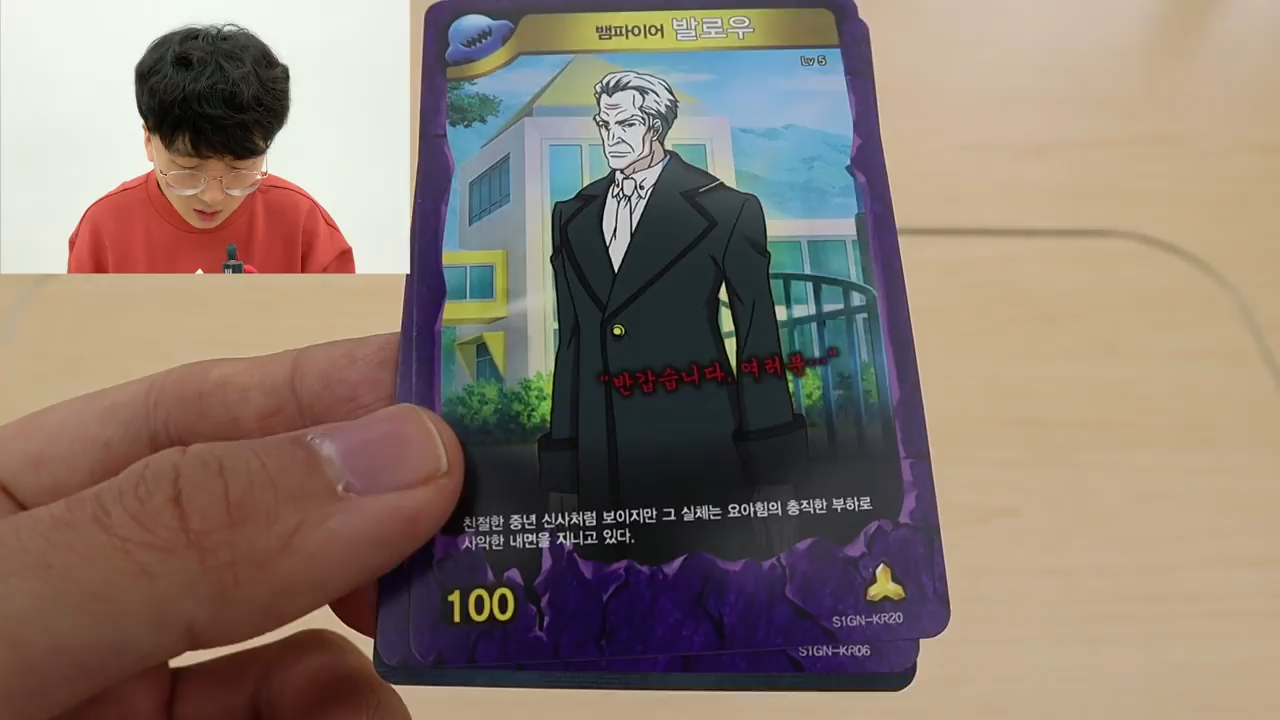 뱀파이어 발로우
Lv 5
"반갑습니다, 여러분…"
친절한 중년 신사처럼 보이지만 그 실체는 요아힘의 충직한 부하로
사악한 내면을 지니고 있다.
100
S1GN-KR20
S1GN-KR06